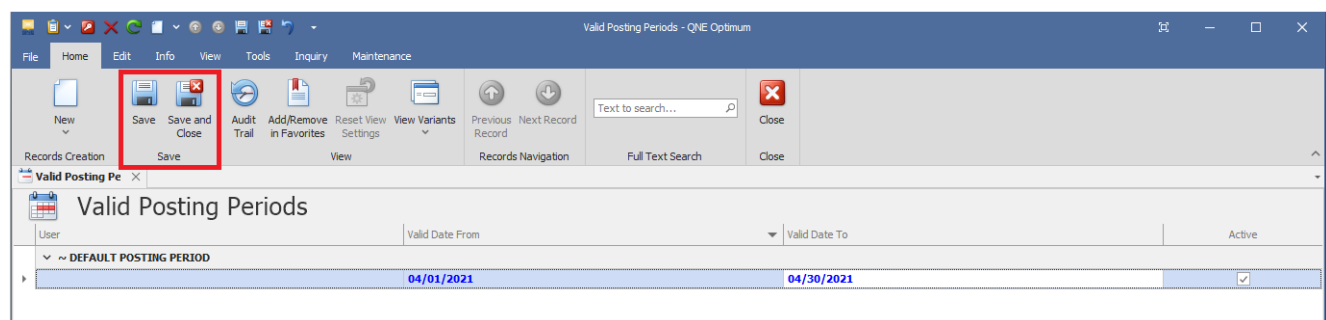 Valid Posting Periods - QNE Optimum
File Home Edit Info View Tools Inquiry Maintenance
New Save Save and Close Audit Trail Add/Remove in Favorites Reset View Settings View Variants Previous Record Next Record Text to search... Close
Records Creation Save View Records Navigation Full Text Search Close
Valid Posting Pe
Valid Posting Periods
User Valid Date From Valid Date To Active
~ DEFAULT POSTING PERIOD
04/01/2021 04/30/2021